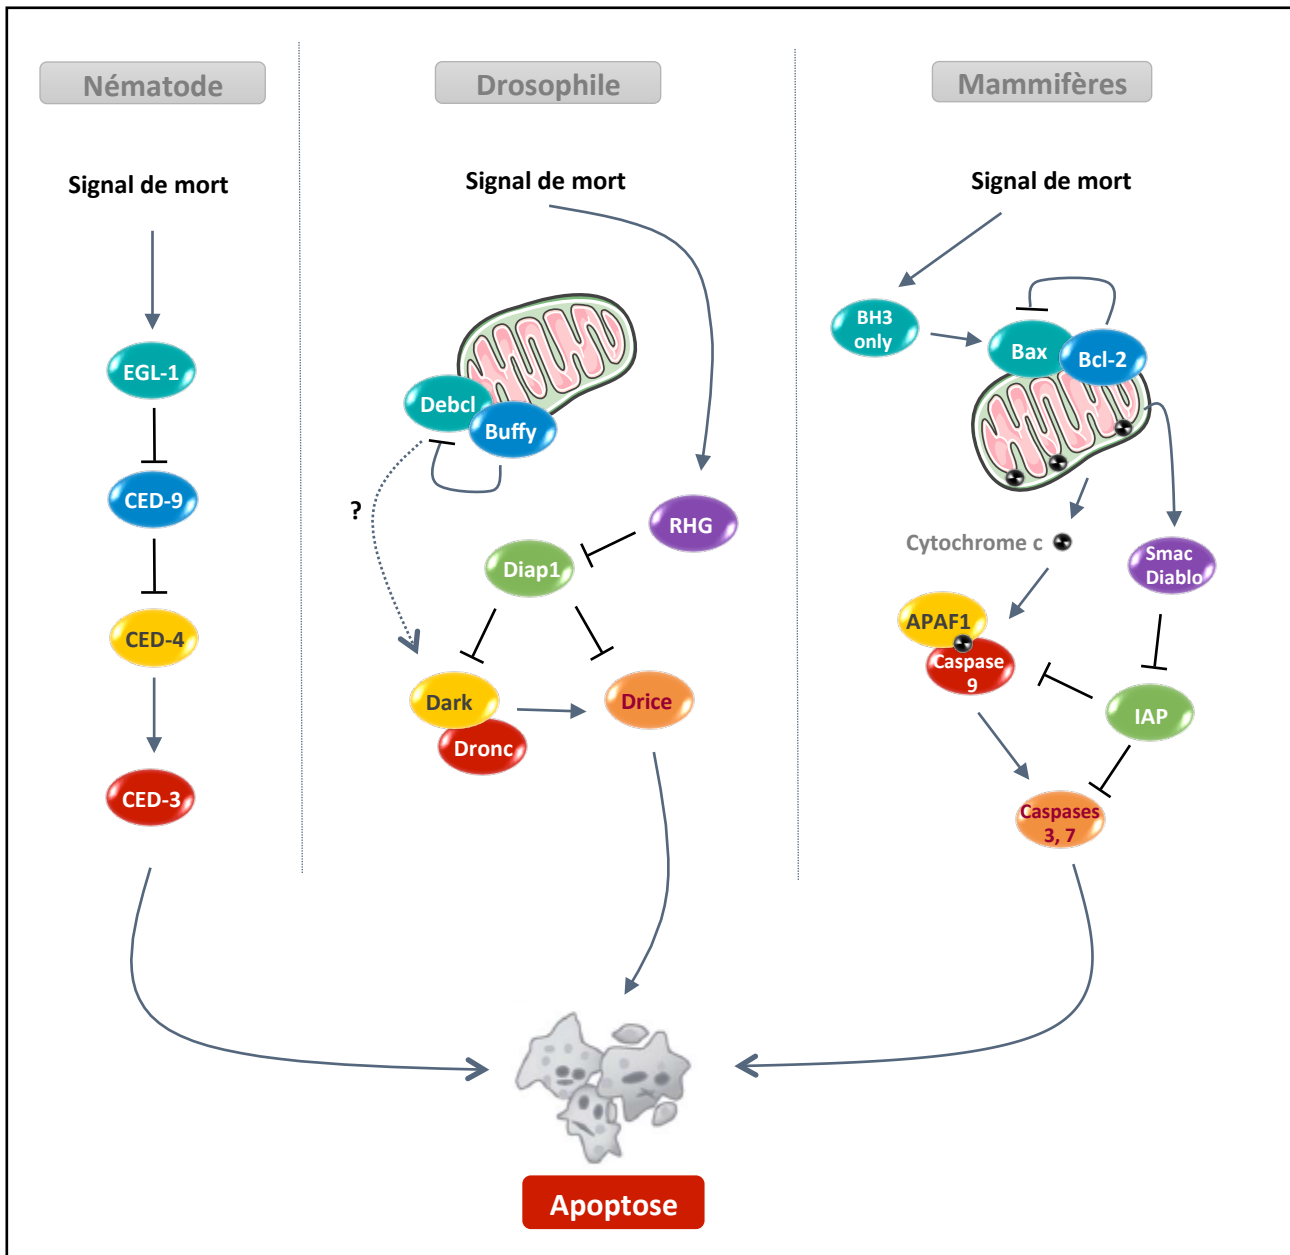 Nématode
Drosophile
Mammifères
Signal de mort
Signal de mort
Signal de mort
EGL-1
CED-9
CED-4
CED-3
Debcl
Buffy
?
RHG
Diap1
Dark
Dronc
Drice
BH3
only
Bax
Bcl-2
Cytochrome c
Smac
Diablo
APAF1
Caspase
9
IAP
Caspases
3, 7
Apoptose